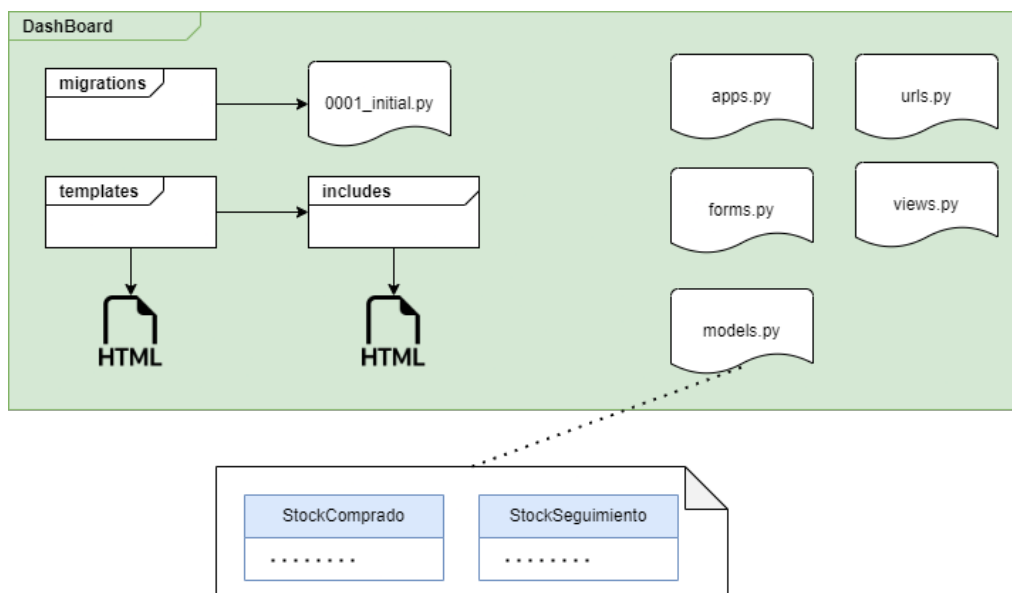 DashBoard
migrations
0001_initial.py
apps.py
urls.py
templates
includes
forms.py
views.py
HTML
HTML
models.py
StockComprado
StockSeguimiento
. . . . . . . .
. . . . . . . .